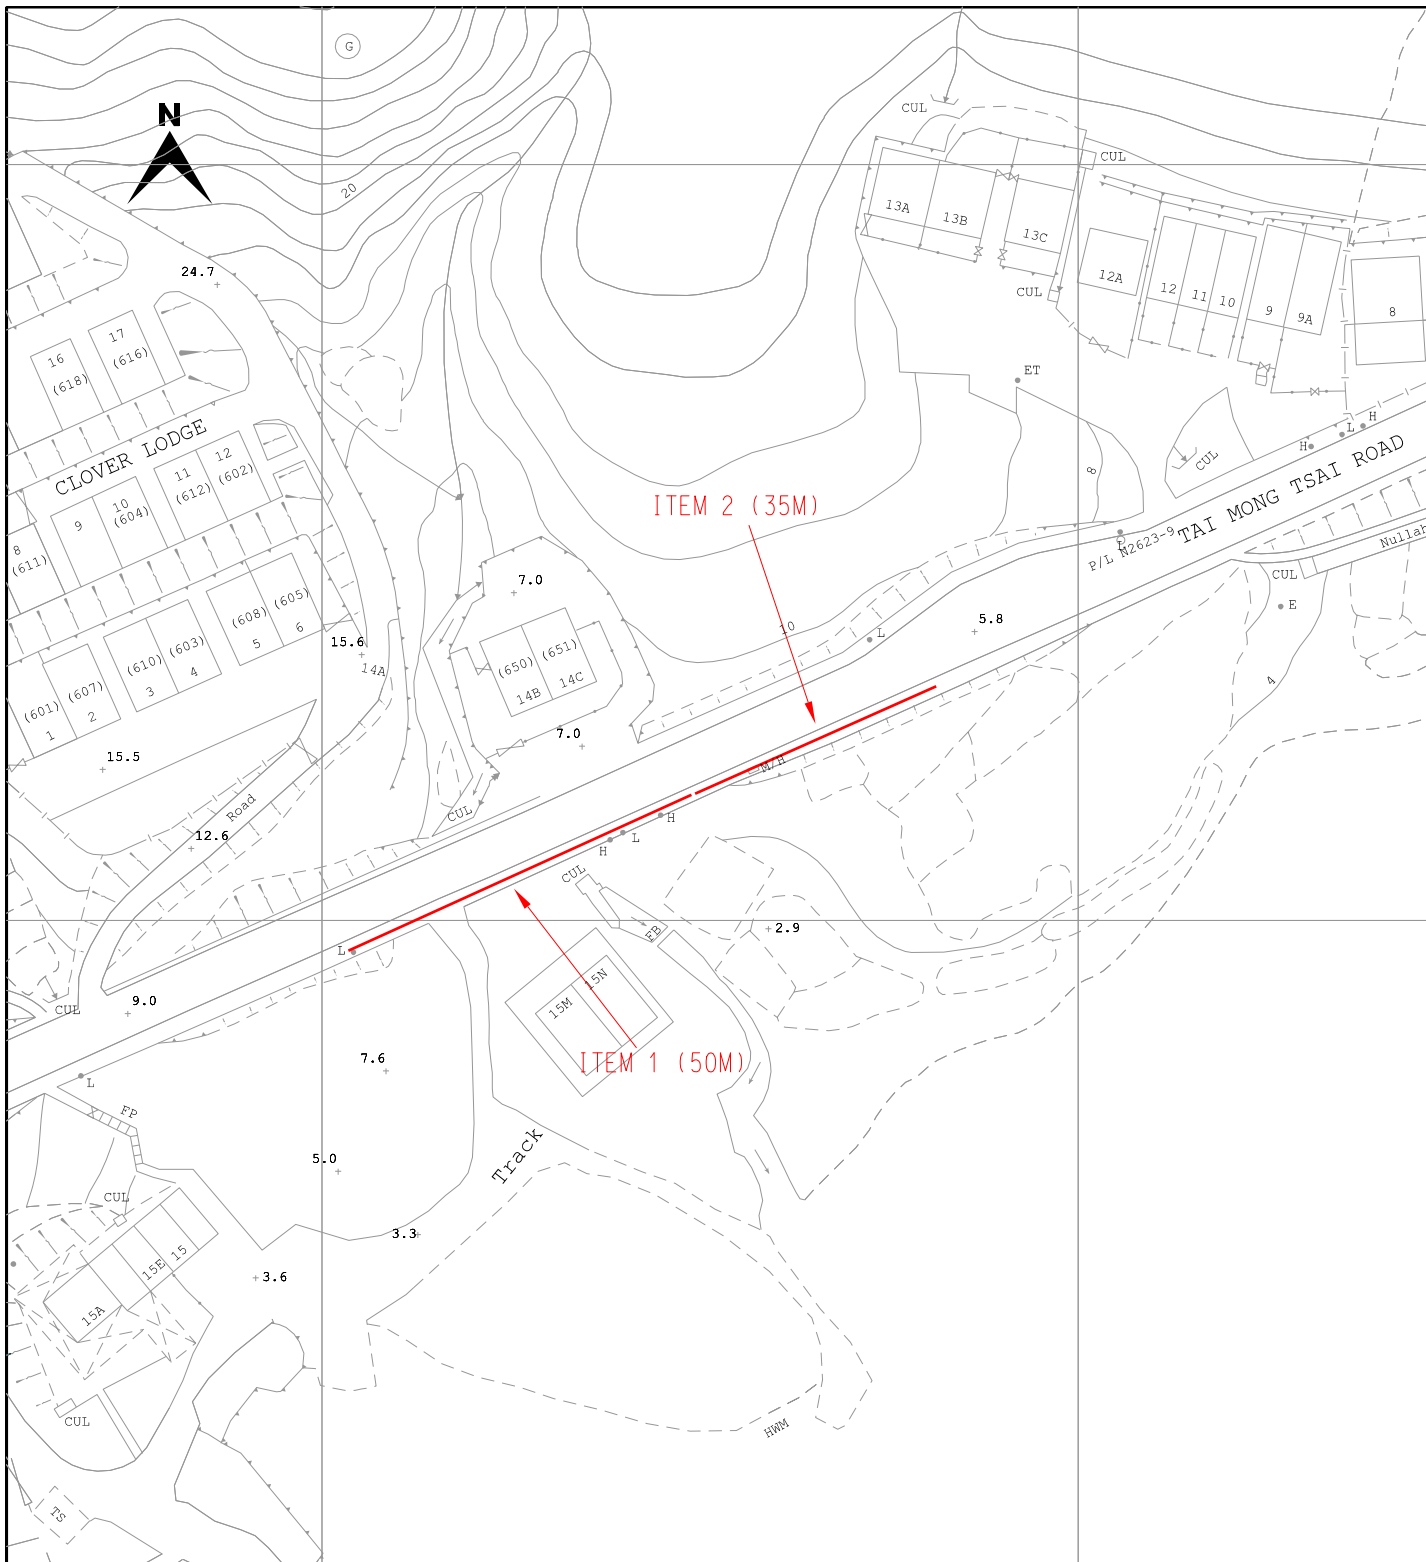 G
N
CUL
CUL
20
13A
13B
13C
24.7
12A
CUL
12
11
10
9
9A
8
17
(616)
16
(618)
ET
H
L
H
CLOVER LODGE
12
(602)
11
(612)
10
(604)
9
8
(611)
CUL
8
TAI MONG TSAI ROAD
ITEM 2 (35M)
P/L N2623-9
L
Nullah
CUL
E
7.0
(605)
6
(608)
5
(603)
4
(610)
3
(607)
2
(601)
1
15.6
14A
(650)
14B
(651)
14C
10
L
5.8
4
7.0
15.5
M/H
Road
CUL
12.6
H
L
H
CUL
FB
2.9
L
15M
15N
9.0
CUL
7.6
ITEM 1 (50M)
L
FP
Track
5.0
CUL
3.3
15E
15
3.6
15A
CUL
HWM
TS